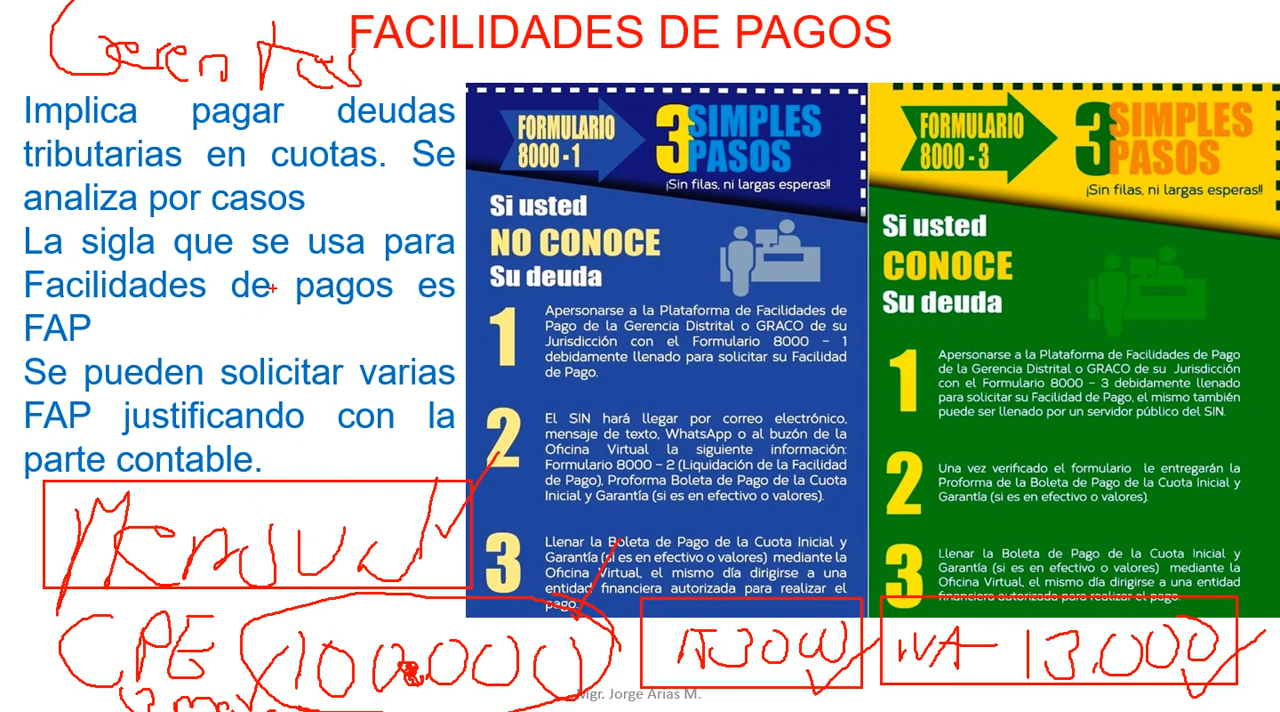 FACILIDADES DE PAGOS
Implica pagar deudas
tributarias en cuotas. Se
analiza por casos
La sigla que se usa para
Facilidades de pagos es
FAP
Se pueden solicitar varias
FAP justificando con la
parte contable.
FORMULARIO
8000 - 1
3 SIMPLES
PASOS
¡Sin filas, ni largas esperas!!
Si usted
NO CONOCE
Su deuda
1
Apersonarse a la Plataforma de Facilidades de
Pago de la Gerencia Distrital o GRACO de su
Jurisdicción con el Formulario 8000 – 1
debidamente llenado para solicitar su Facilidad
de Pago.
2
El SIN hará llegar por correo electrónico,
mensaje de texto, WhatsApp o al buzón de la
Oficina Virtual la siguiente información:
Formulario 8000 – 2 (Liquidación de la Facilidad
de Pago), Proforma Boleta de Pago de la Cuota
Inicial y Garantía (si es en efectivo o valores).
3
Llenar la Boleta de Pago de la Cuota Inicial y
Garantía (si es en efectivo o valores) mediante la
Oficina Virtual, el mismo día dirigirse a una
entidad financiera autorizada para realizar el
pago.
FORMULARIO
8000 - 3
3 SIMPLES
PASOS
¡Sin filas, ni largas esperas!!
Si usted
CONOCE
Su deuda
1
Apersonarse a la Plataforma de Facilidades de Pago
de la Gerencia Distrital o GRACO de su Jurisdicción
con el Formulario 8000 – 3 debidamente llenado
para solicitar su Facilidad de Pago, el mismo también
puede ser llenado por un servidor público del SIN.
2
Una vez verificado el formulario le entregarán la
Proforma de la Boleta de Pago de la Cuota Inicial y
Garantía (si es en efectivo o valores).
3
Llenar la Boleta de Pago de la Cuota Inicial y
Garantía (si es en efectivo o valores) mediante la
Oficina Virtual, el mismo día dirigirse a una entidad
financiera autorizada para realizar el pago.
CPE 100.000
IVA 13.000
Mgr. Jorge Arias M.